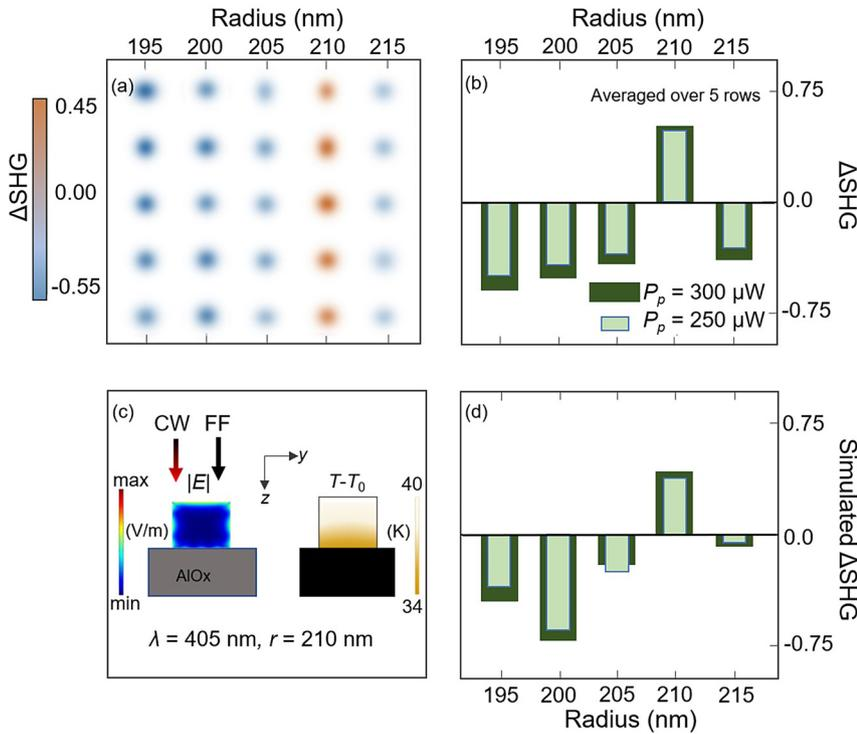 Radius (nm)
195 200 205 210 215
(a)
ΔSHG
0.45
0.00
-0.55
Radius (nm)
195 200 205 210 215
(b)
Averaged over 5 rows
0.75
0.0
-0.75
ΔSHG
Pp = 300 μW
Pp = 250 μW
(c)
CW FF
y
z
max
|E|
(V/m)
min
AlOx
T-T0
40
(K)
34
λ = 405 nm, r = 210 nm
(d)
0.75
0.0
-0.75
Simulated ΔSHG
195 200 205 210 215
Radius (nm)